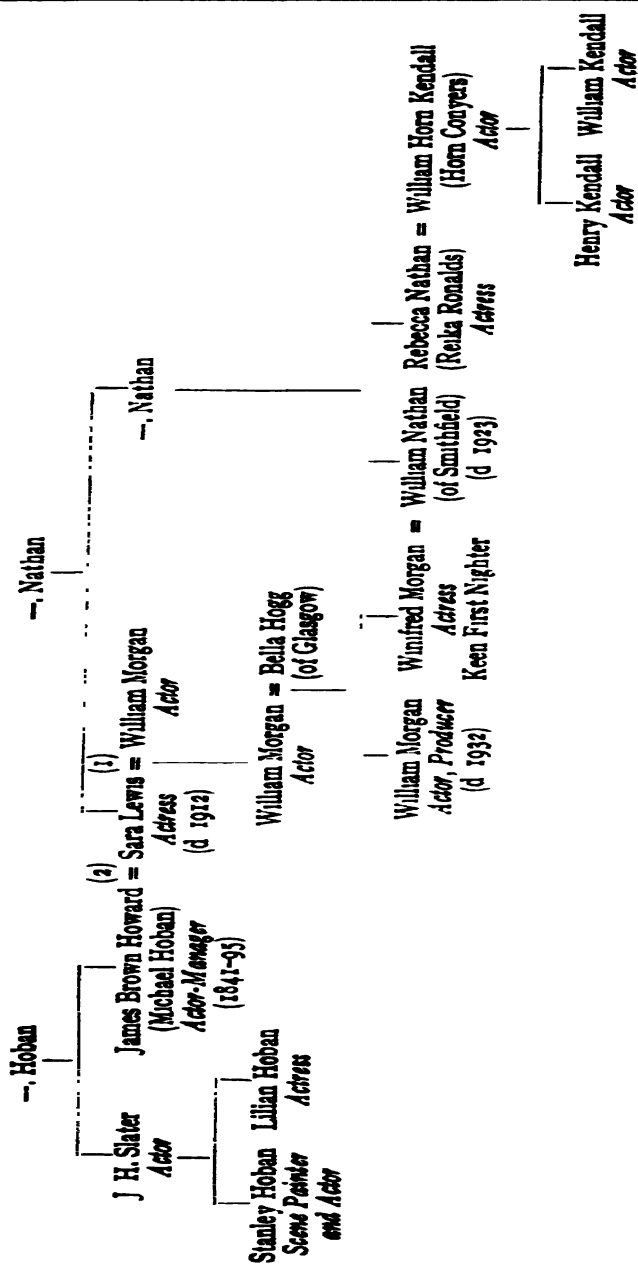 —, Hoban
—, Nathan
J H. Slater
Actor
James Brown Howard
(Michael Hoban)
Actor-Manager
(1841-95)
(2)
= Sara Lewis =
Actress
(d 1912)
(1)
William Morgan
Actor
—, Nathan
Stanley Hoban
Scene Painter
and Actor
Lilian Hoban
Actress
William Morgan = Bella Hogg
Actor
(of Glasgow)
William Morgan
Actor, Producer
(d 1932)
Winifred Morgan = William Nathan
Actress
Keen First Nighter
(of Smithfield)
(d 1923)
Rebecca Nathan = William Horn Kendall
(Reika Ronalds)
Actress
(Horn Conyers)
Actor
Henry Kendall
Actor
William Kendall
Actor